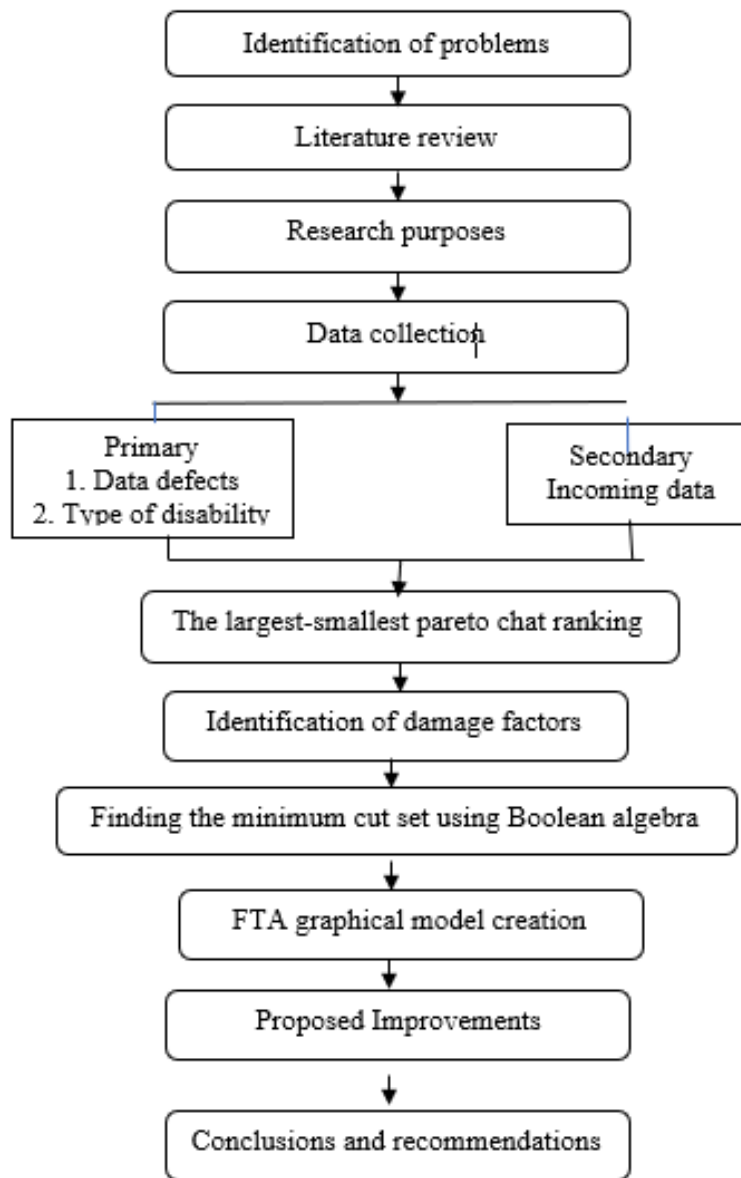 Identification of problems
Literature review
Research purposes
Data collection
Primary
1. Data defects
2. Type of disability
Secondary
Incoming data
The largest-smallest pareto chat ranking
Identification of damage factors
Finding the minimum cut set using Boolean algebra
FTA graphical model creation
Proposed Improvements
Conclusions and recommendations